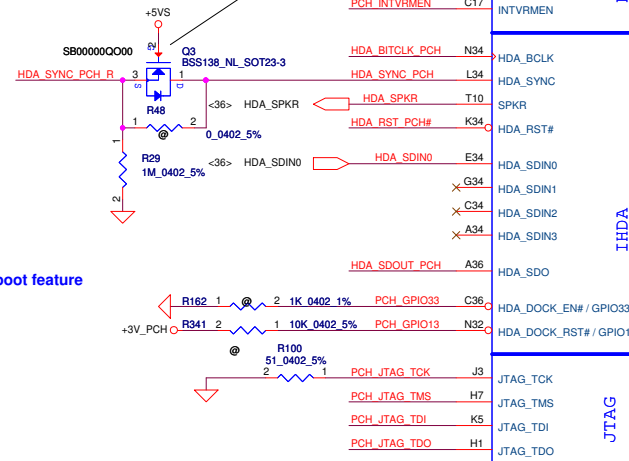 PCH_INTVRMEN C17 INTVRMEN
+5VS
SB00000QO00 Q3
BSS138_NL_SOT23-3
G 2
HDA_SYNC_PCH_R 3 S 1 D HDA_SYNC_PCH L34 HDA_SYNC
HDA_BITCLK_PCH N34 HDA_BCLK
<36> HDA_SPKR HDA_SPKR T10 SPKR
R48
1 @ 2
0_0402_5%
HDA_RST_PCH# K34 HDA_RST#
1
R29
1M_0402_5%
2
<36> HDA_SDIN0 HDA_SDIN0 E34 HDA_SDIN0
G34 HDA_SDIN1
C34 HDA_SDIN2
A34 HDA_SDIN3
IHDA
HDA_SDOUT_PCH A36 HDA_SDO
boot feature
R162 1 @ 2 1K_0402_1% PCH_GPIO33 C36 HDA_DOCK_EN# / GPIO33
+3V_PCH R341 2 1 10K_0402_5% PCH_GPIO13 N32 HDA_DOCK_RST# / GPIO1
@
R100
51_0402_5%
2 1 PCH_JTAG_TCK J3 JTAG_TCK
PCH_JTAG_TMS H7 JTAG_TMS
PCH_JTAG_TDI K5 JTAG_TDI
PCH_JTAG_TDO H1 JTAG_TDO
JTAG